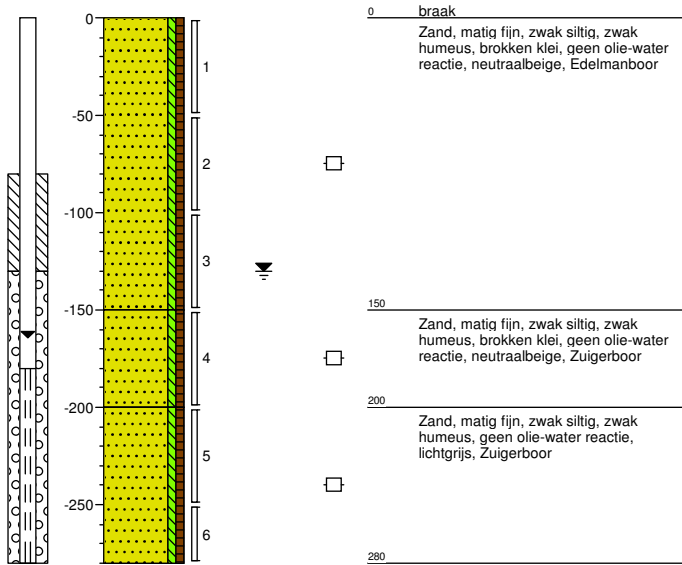 0
-50
-100
-150
-200
-250
1
2
3
4
5
6
0 braak
Zand, matig fijn, zwak siltig, zwak
humeus, brokken klei, geen olie-water
reactie, neutraalbeige, Edelmanboor
150
Zand, matig fijn, zwak siltig, zwak
humeus, brokken klei, geen olie-water
reactie, neutraalbeige, Zuigerboor
200
Zand, matig fijn, zwak siltig, zwak
humeus, geen olie-water reactie,
lichtgrijs, Zuigerboor
280